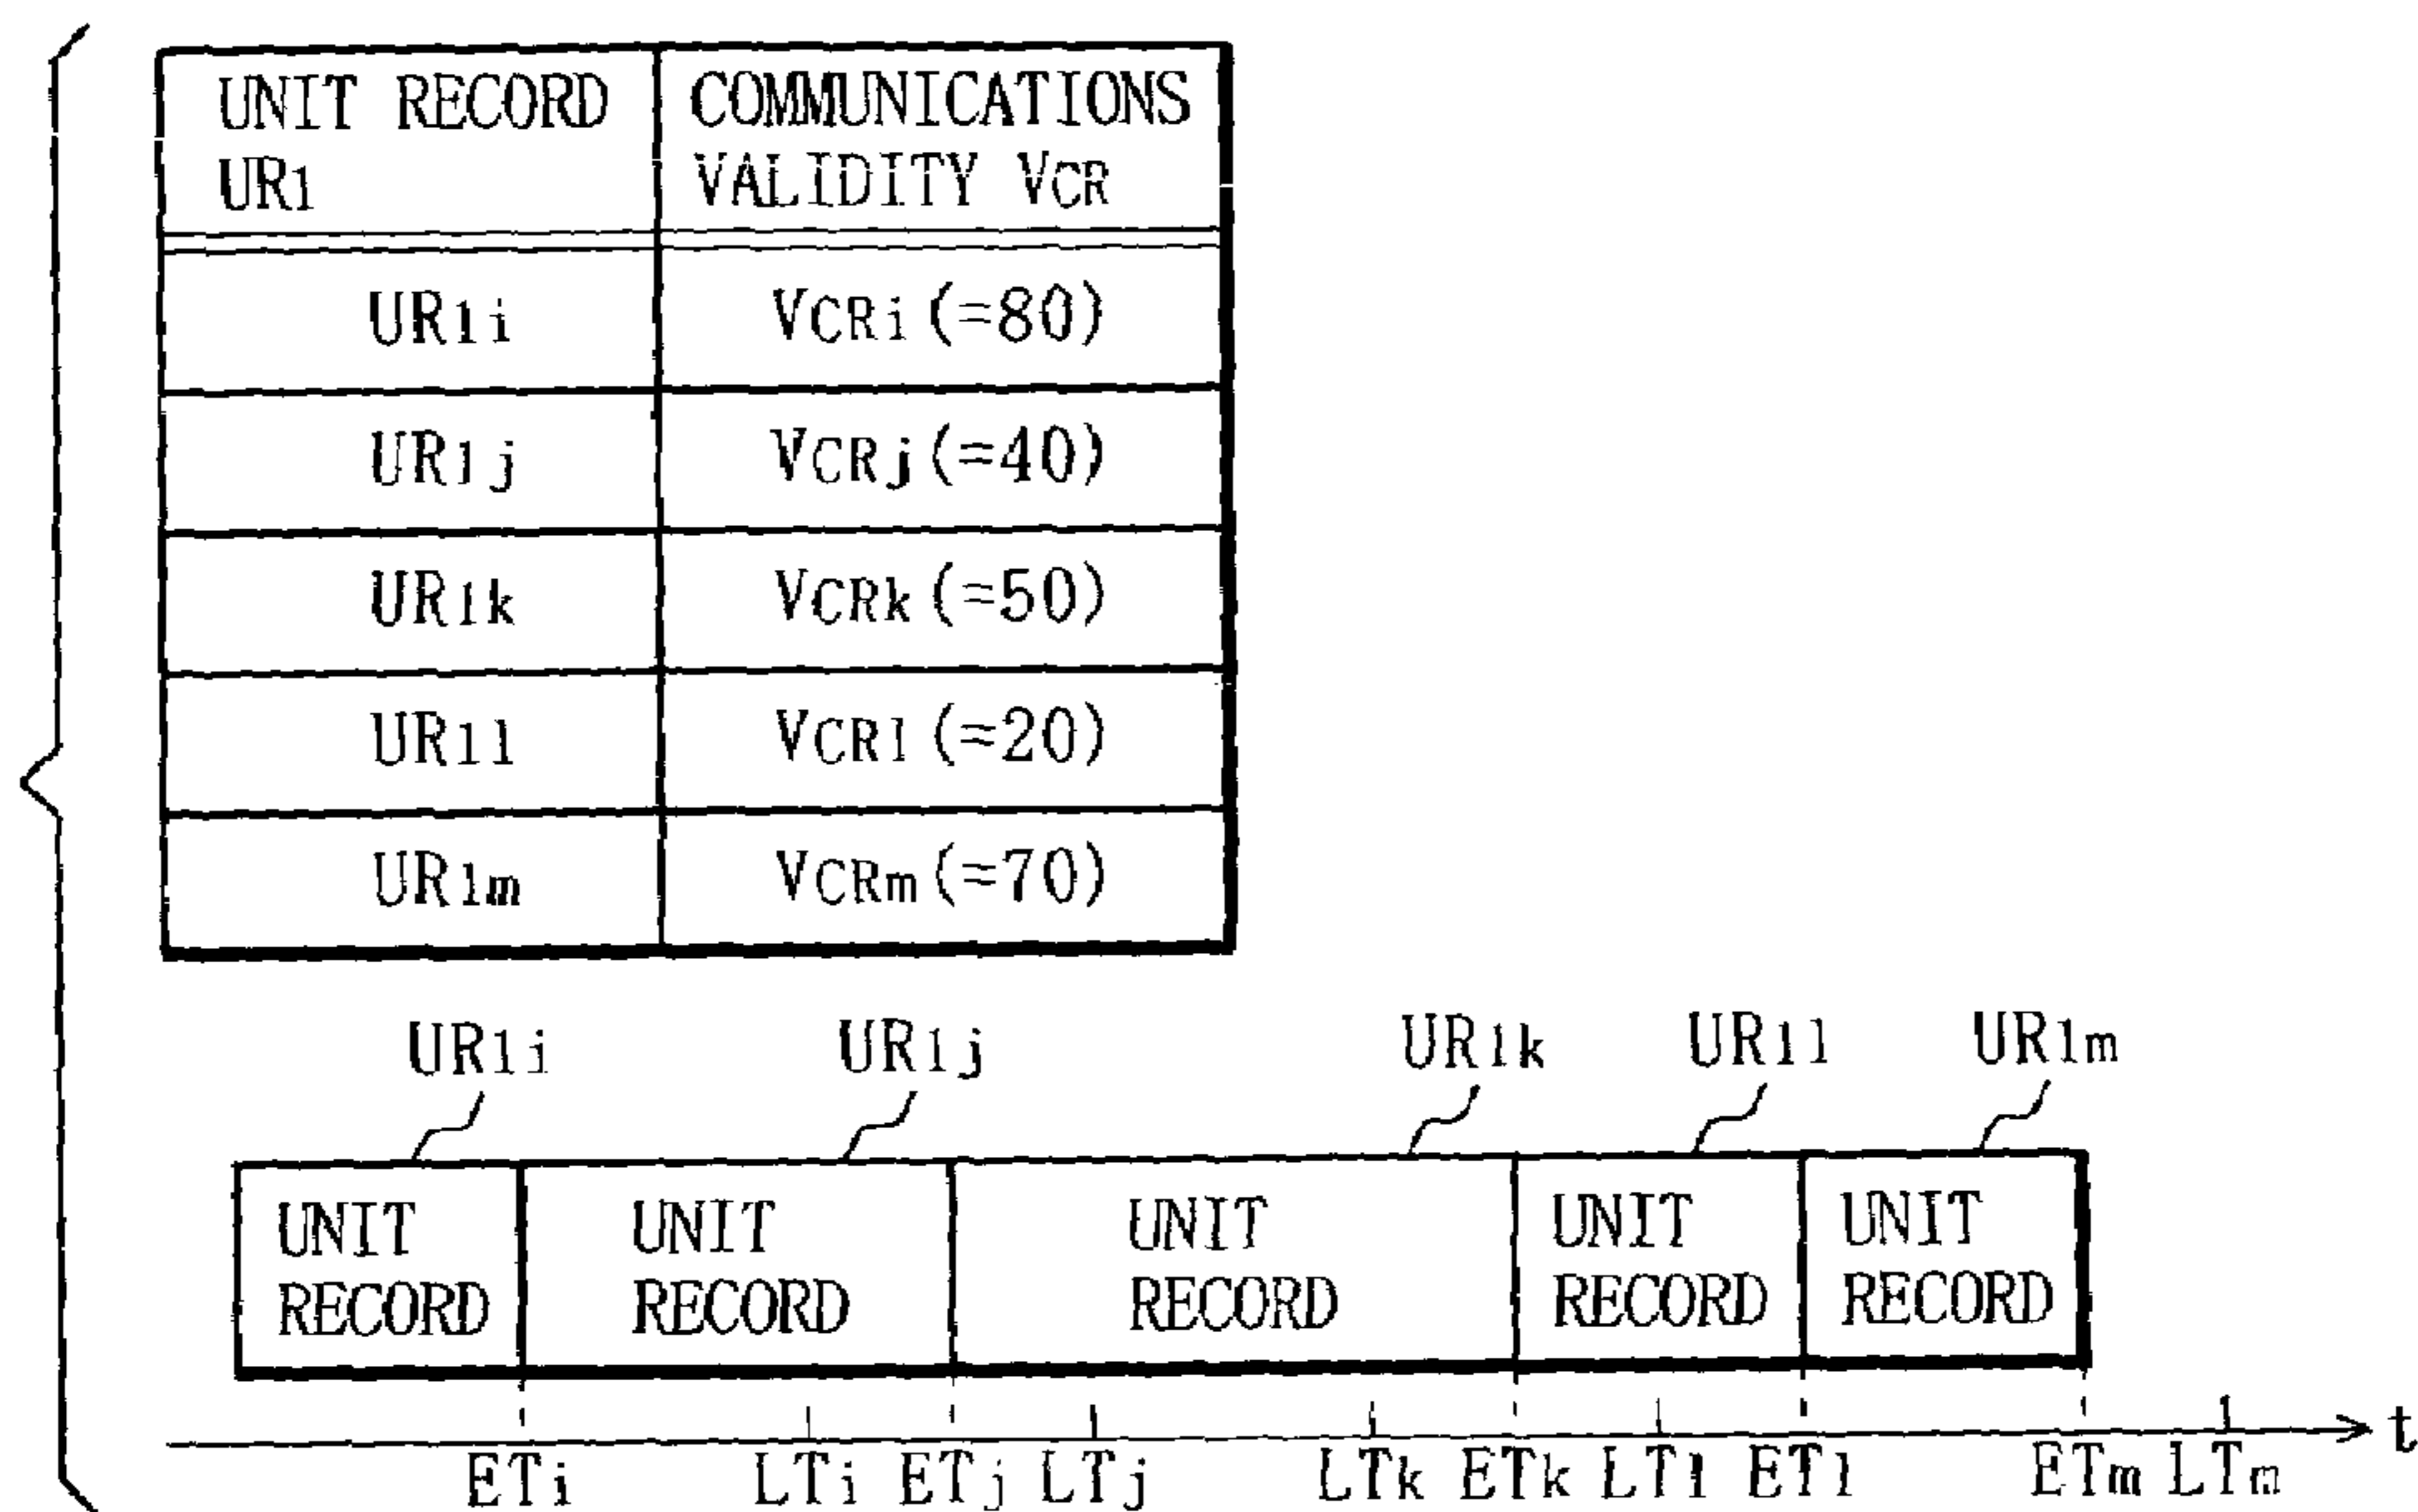 UNIT RECORD
UR1
COMMUNICATIONS
VALIDITY VCR
UR1i
VCRi (=80)
UR1j
VCRj (=40)
UR1k
VCRk (=50)
UR1l
VCRl (=20)
UR1m
VCRm (=70)
UR1i UR1j UR1k UR1l UR1m
UNIT
RECORD
UNIT
RECORD
UNIT
RECORD
UNIT
RECORD
UNIT
RECORD
t
ETi LTi ETj LTj LTk ETk LTl ETl ETm LTm